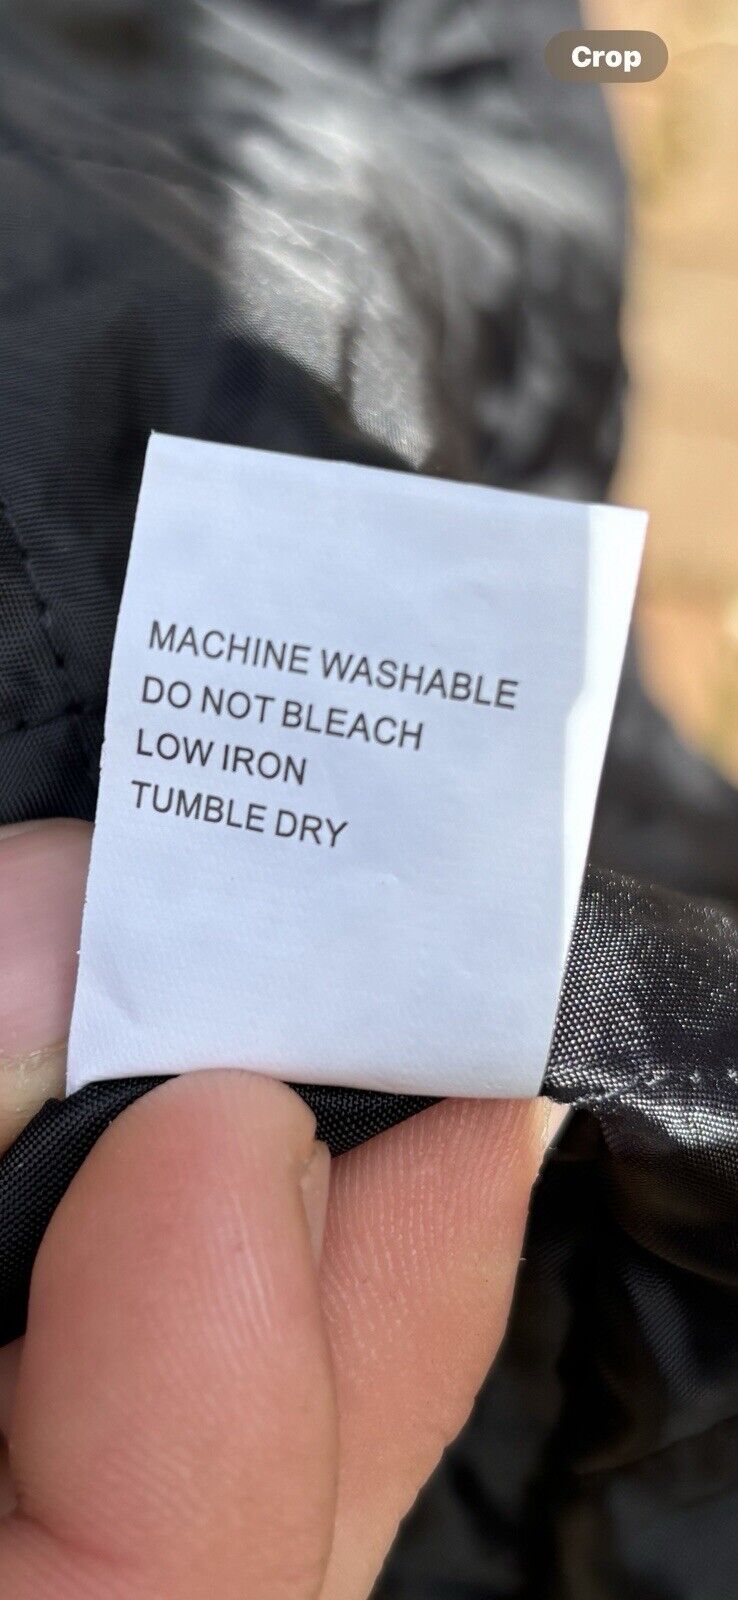 Crop
MACHINE WASHABLE
DO NOT BLEACH
LOW IRON
TUMBLE DRY